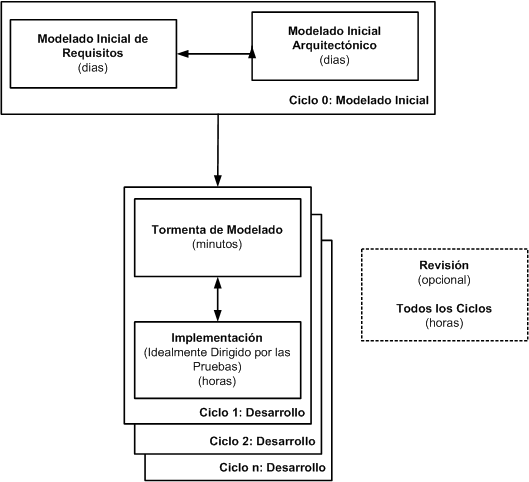 Modelado Inicial de
Requisitos
(dias)
Modelado Inicial
Arquitectónico
(dias)
Ciclo 0: Modelado Inicial
Tormenta de Modelado
(minutos)
Implementación
(Idealmente Dirigido por las
Pruebas)
(horas)
Ciclo 1: Desarrollo
Ciclo 2: Desarrollo
Ciclo n: Desarrollo
Revisión
(opcional)
Todos los Ciclos
(horas)